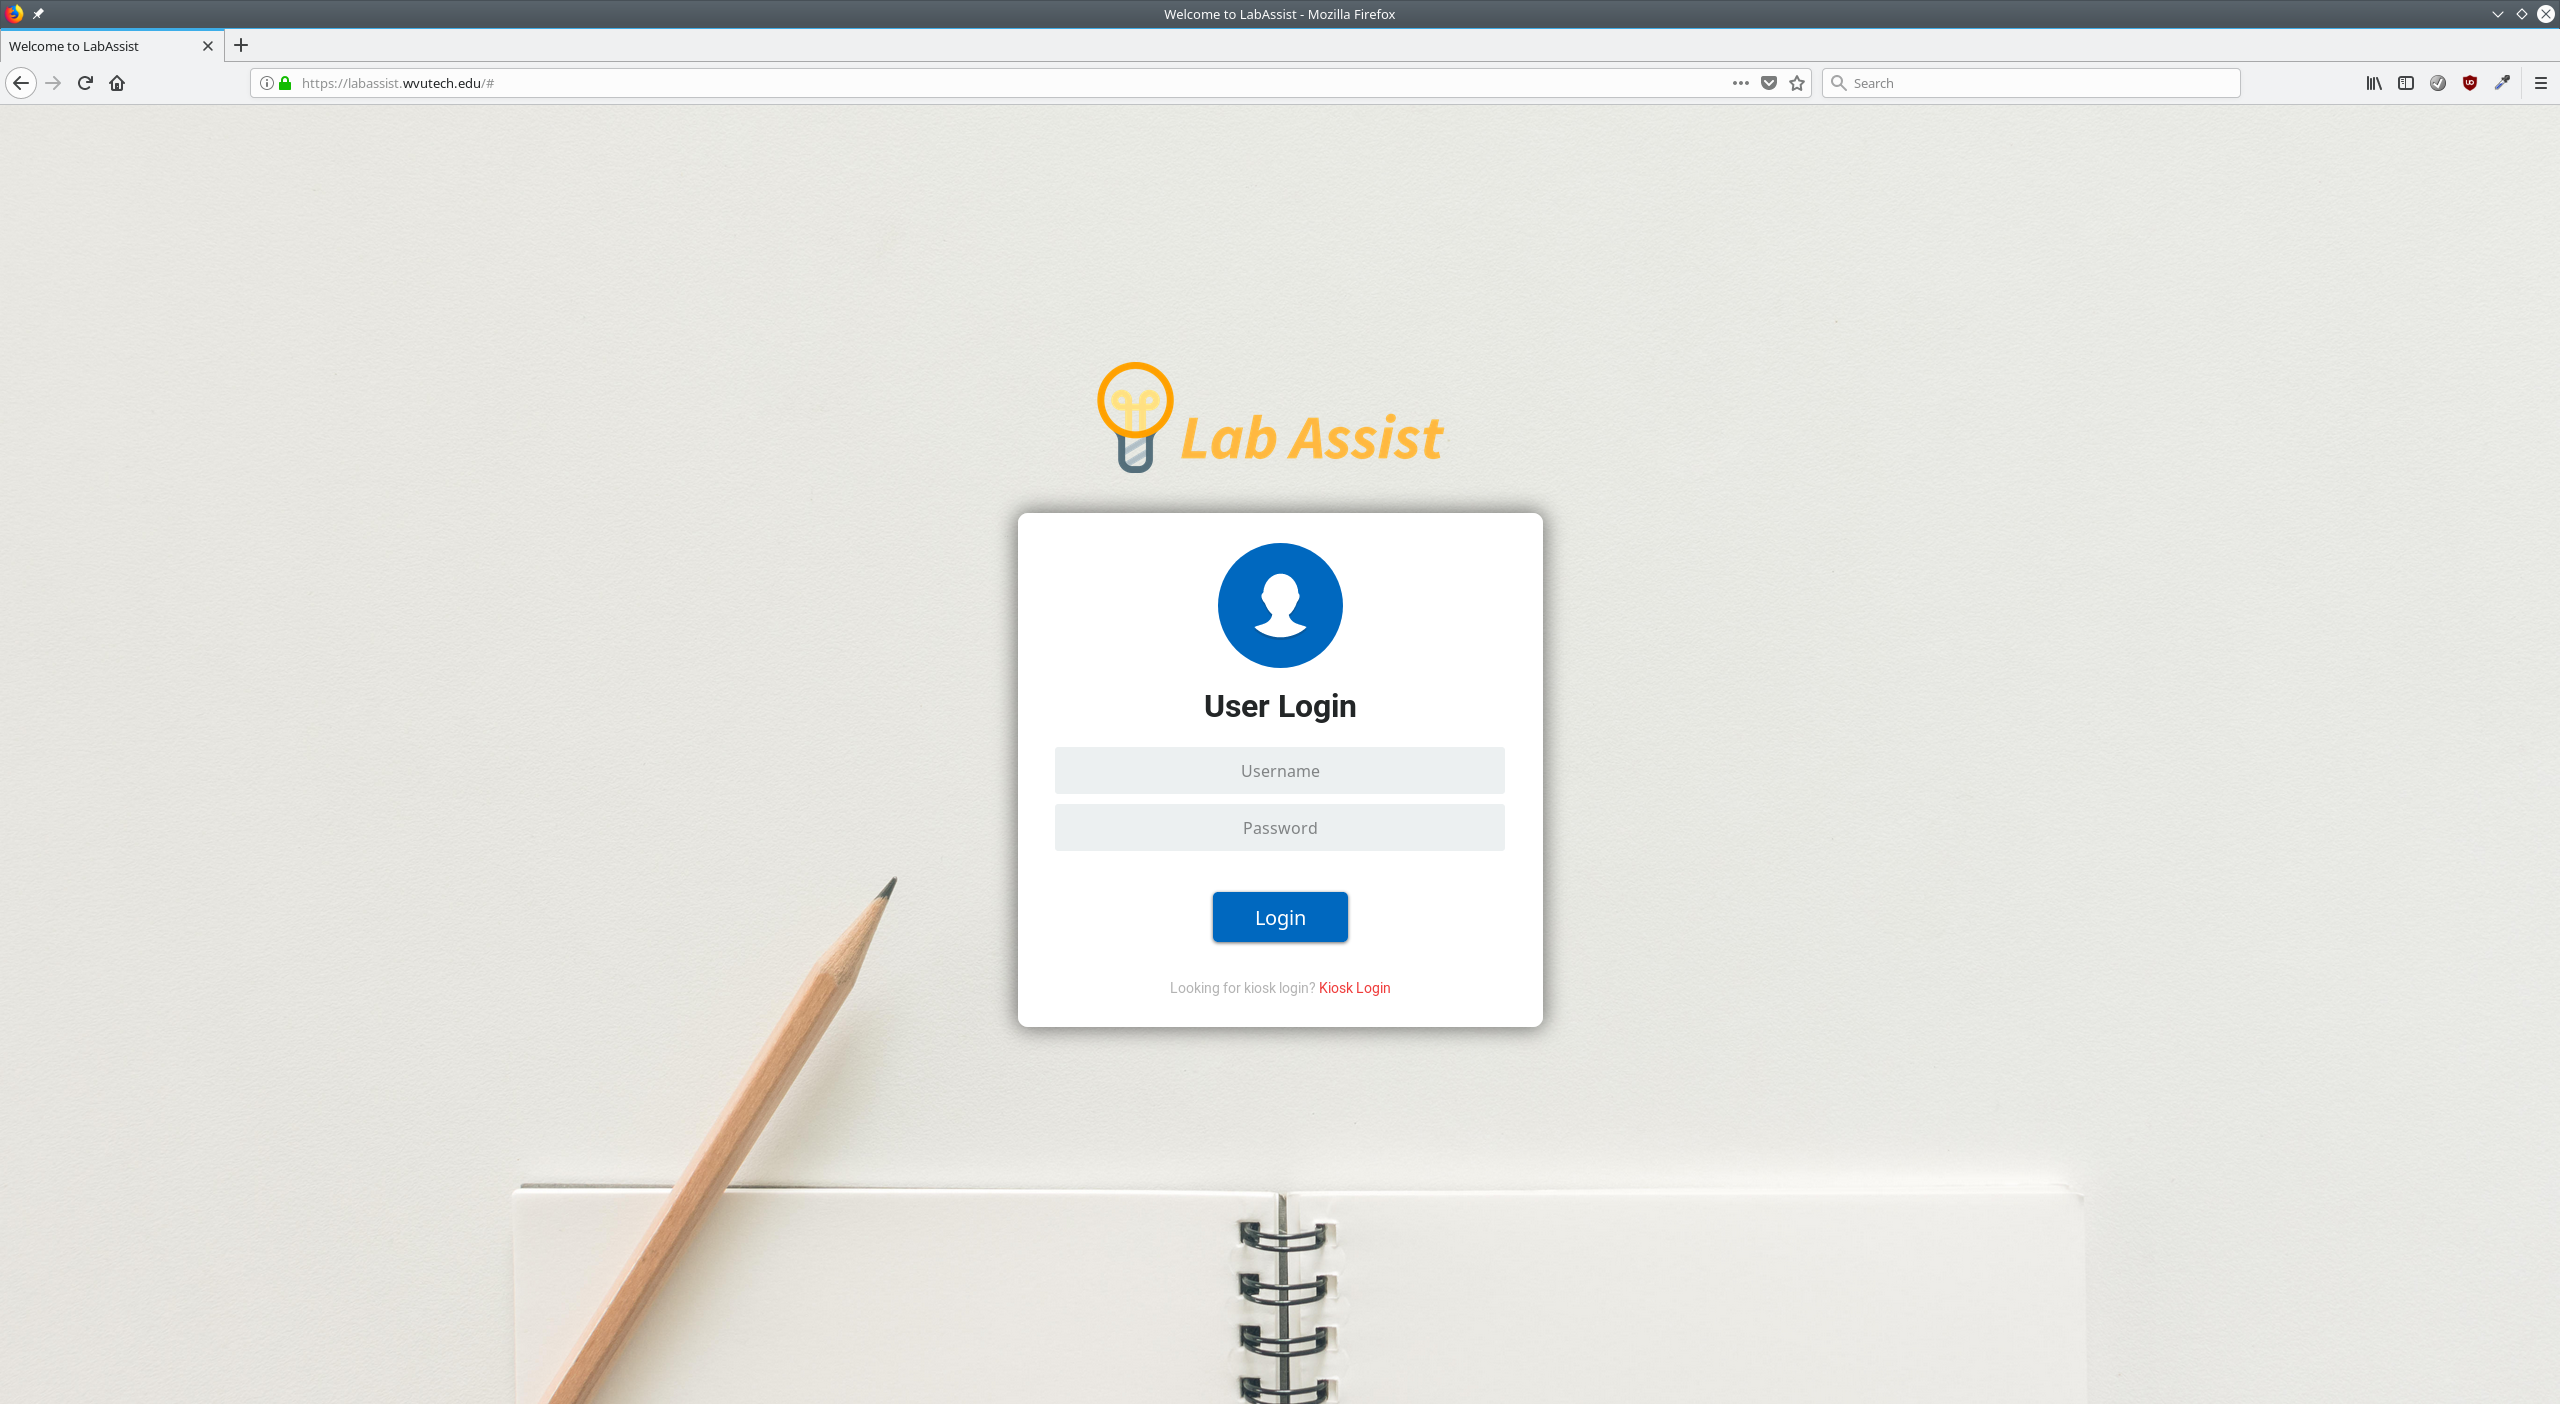 Welcome to LabAssist - Mozilla Firefox
Welcome to LabAssist
https://labassist.wvutech.edu/#
Search
Lab Assist
User Login
Username
Password
Login
Looking for kiosk login? Kiosk Login